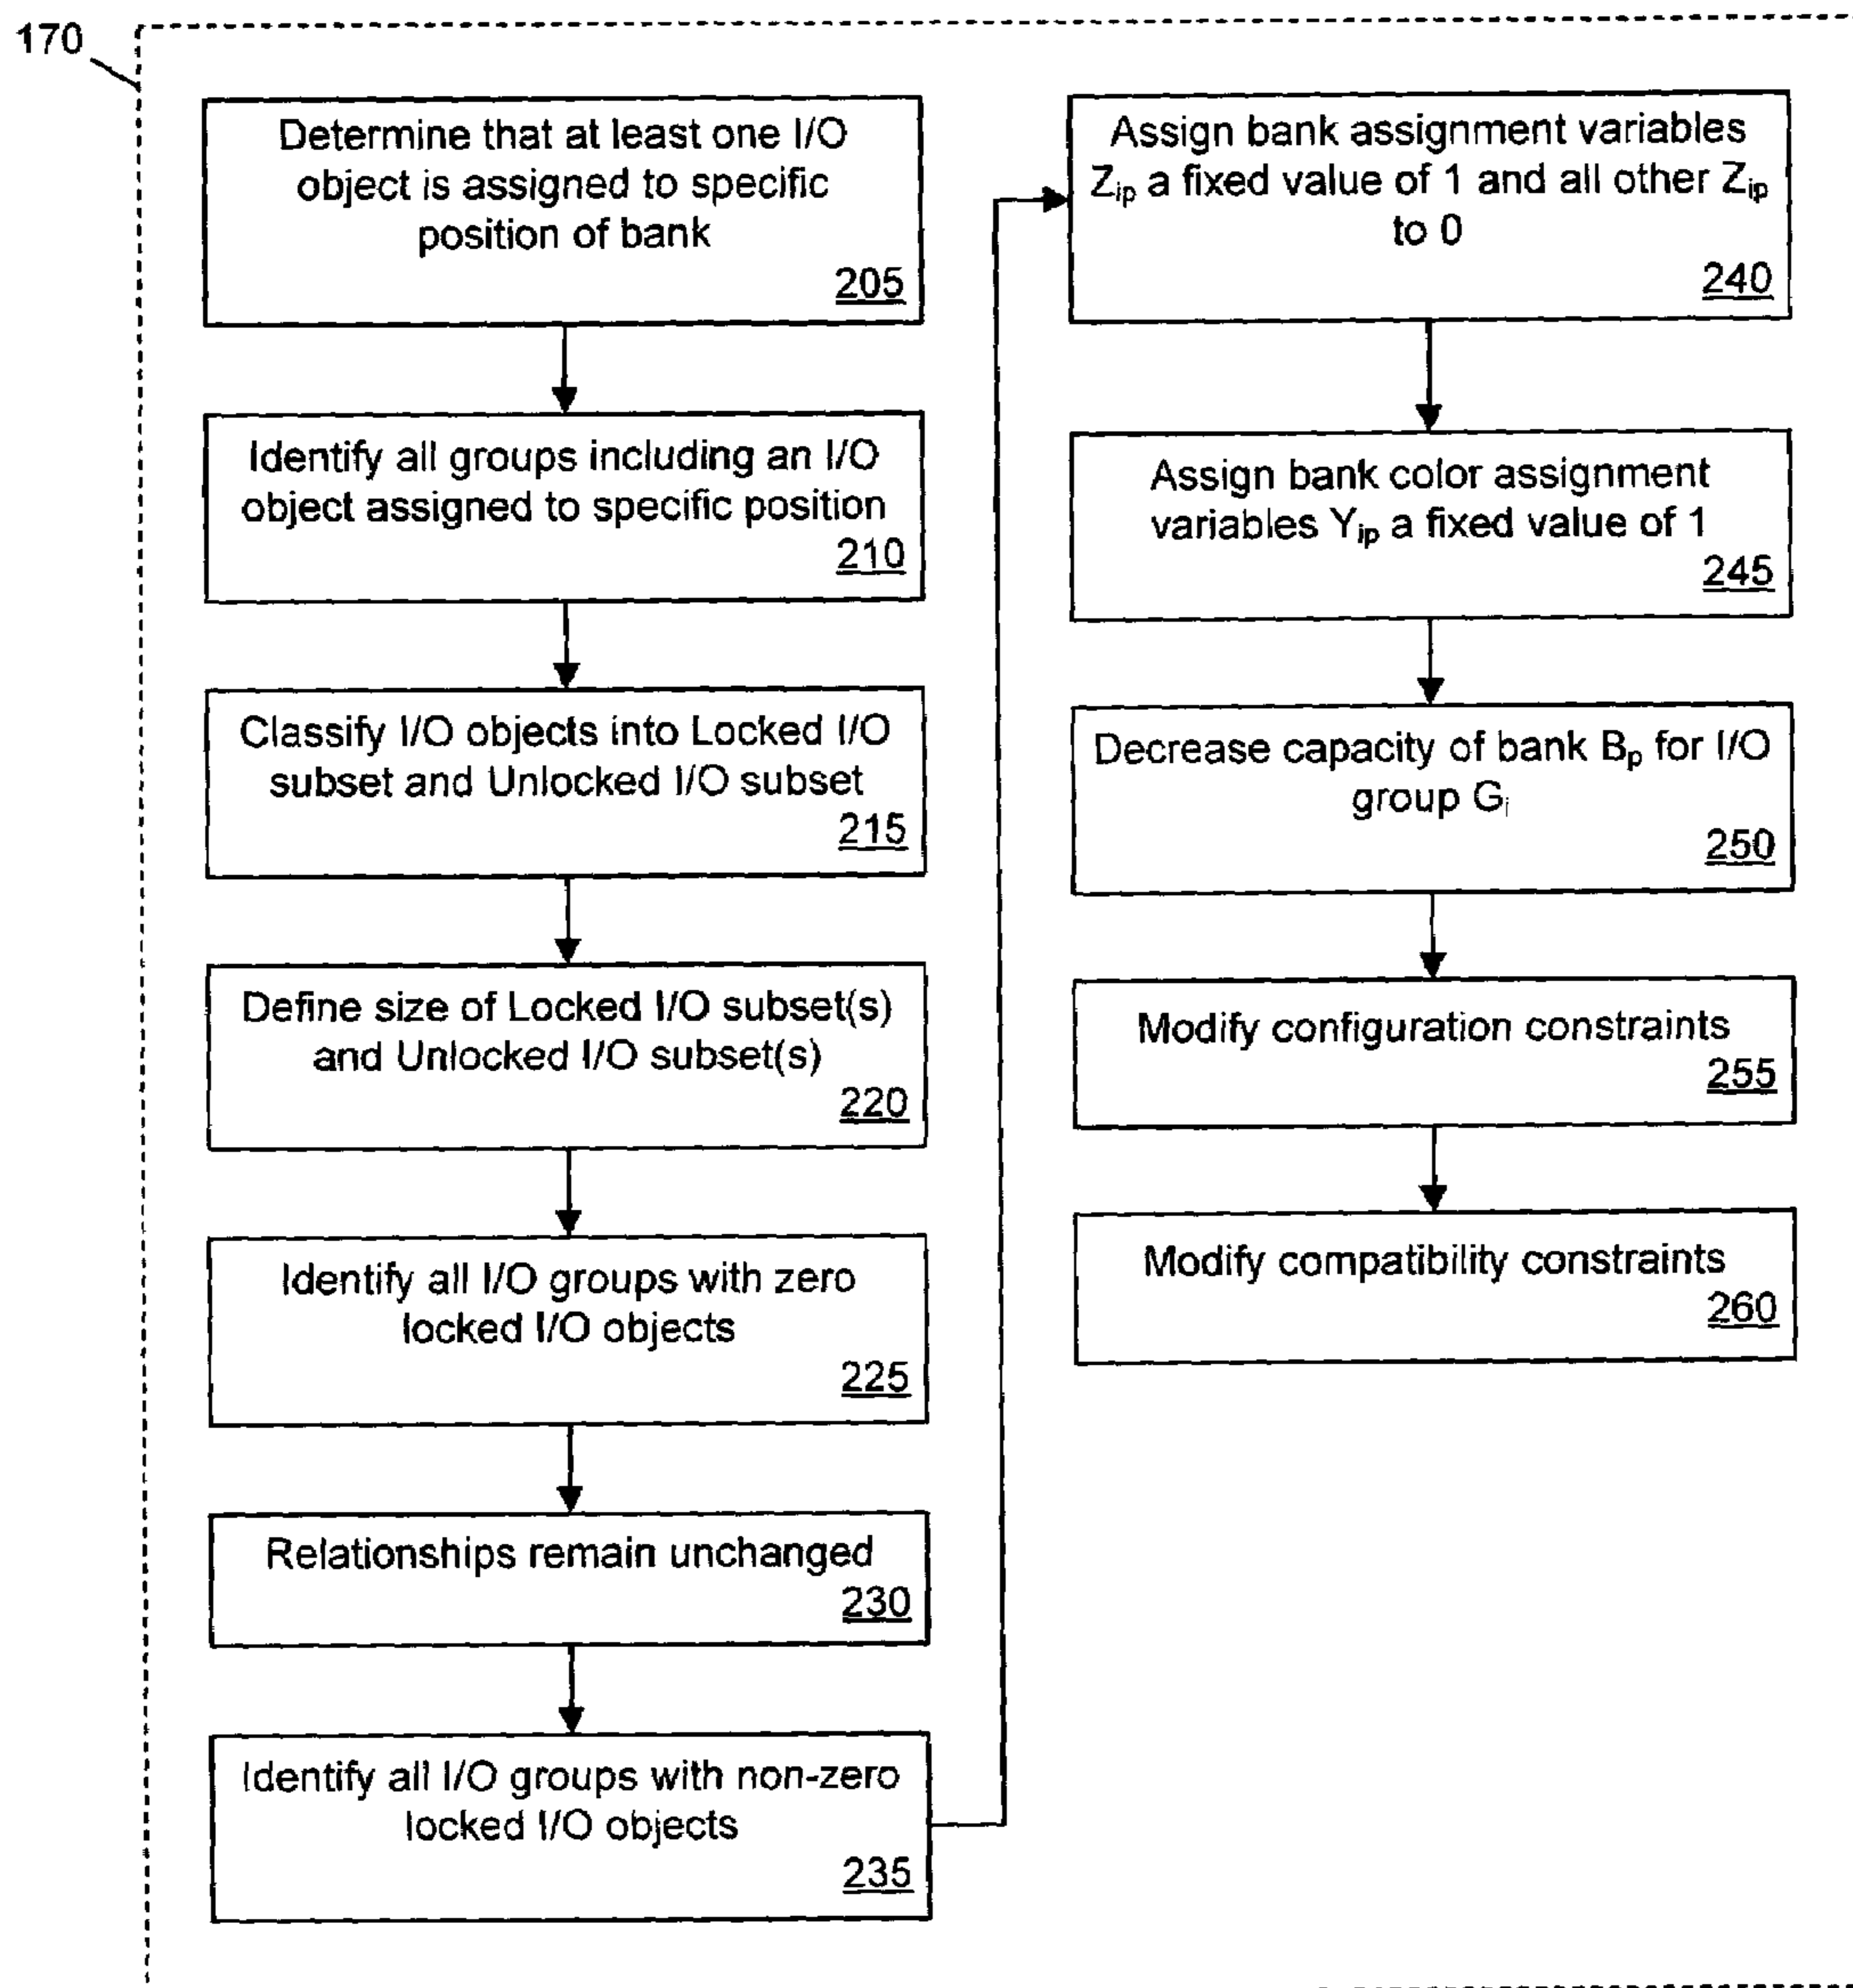 170
Determine that at least one I/O
object is assigned to specific
position of bank
205
Identify all groups including an I/O
object assigned to specific position
210
Classify I/O objects into Locked I/O
subset and Unlocked I/O subset
215
Define size of Locked I/O subset(s)
and Unlocked I/O subset(s)
220
Identify all I/O groups with zero
locked I/O objects
225
Relationships remain unchanged
230
Identify all I/O groups with non-zero
locked I/O objects
235
Assign bank assignment variables
Zip a fixed value of 1 and all other Zip
to 0
240
Assign bank color assignment
variables Yip a fixed value of 1
245
Decrease capacity of bank Bp for I/O
group Gi
250
Modify configuration constraints
255
Modify compatibility constraints
260